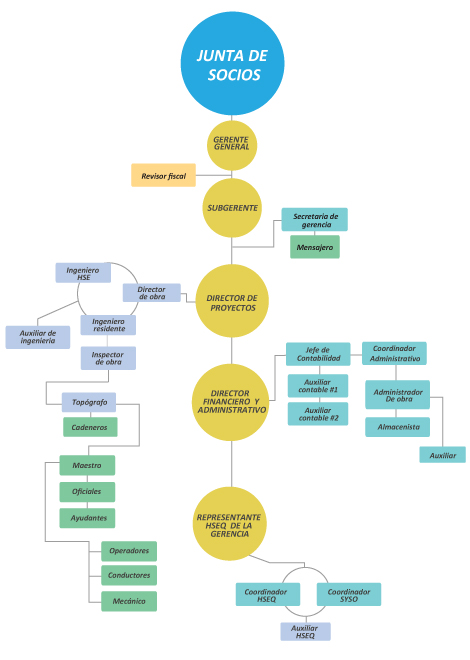 JUNTA DE
SOCIOS
GERENTE
GENERAL
Revisor fiscal
SUBGERENTE
Secretaria de
gerencia
Mensajero
Ingeniero
HSE
Director
de obra
DIRECTOR DE
PROYECTOS
Auxiliar de
ingenieria
Ingeniero
residente
Inspector
de obra
Jefe de
Contabilidad
Coordinador
Administrativo
Auxiliar
contable #1
Auxiliar
contable #2
Administrador
De obra
Almacenista
Auxiliar
DIRECTOR
FINANCIERO Y
ADMINISTRATIVO
Topógrafo
Cadeneros
Maestro
Oficiales
Ayudantes
Operadores
Conductores
Mecánico
REPRESENTANTE
HSEQ DE LA
GERENCIA
Coordinador
HSEQ
Coordinador
SYSO
Auxiliar
HSEQ